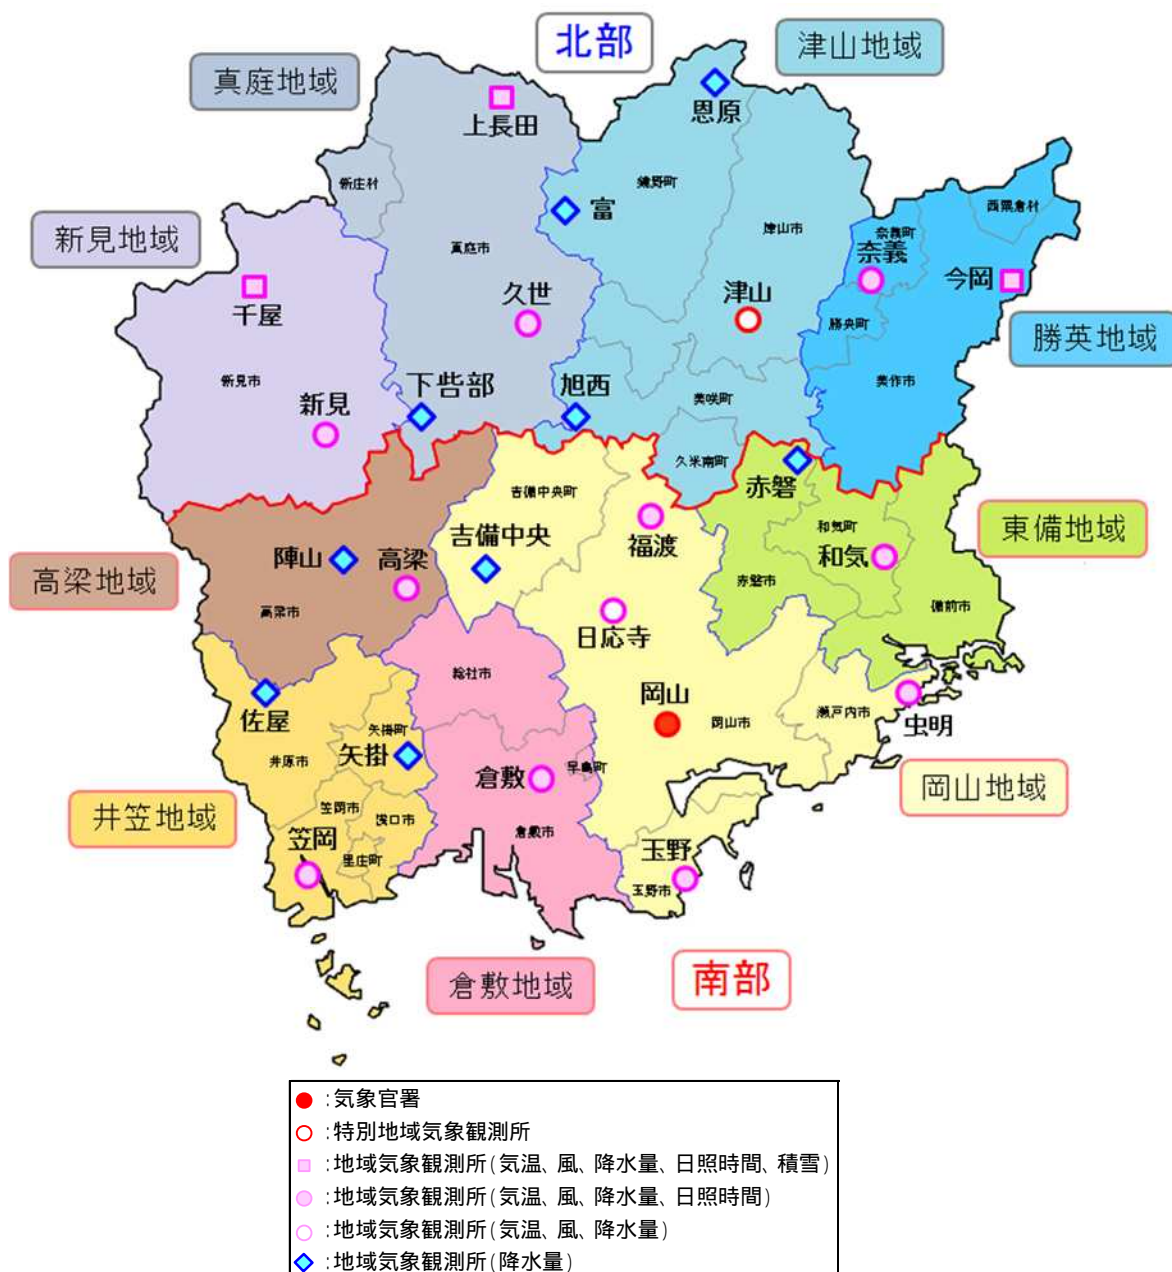 北部
津山地域
真庭地域
恩原
上長田
新庄村
鏡野町
富
西粟倉村
新見地域
真庭市
津山市
奈義町
奈義
今岡
千屋
久世
津山
勝央町
勝英地域
新見市
下呰部
旭西
美咲町
美作市
新見
久米南町
赤磐
吉備中央町
福渡
和気町
東備地域
陣山
高梁
吉備中央
和気
高梁地域
赤磐市
備前市
高梁市
日応寺
総社市
岡山
佐屋
岡山市
瀬戸内市
虫明
矢掛町
井原市
矢掛
早島町
倉敷
岡山地域
井笠地域
笠岡市
浅口市
倉敷市
笠岡
里庄町
玉野
玉野市
倉敷地域
南部
:気象官署
:特別地域気象観測所
:地域気象観測所(気温、風、降水量、日照時間、積雪)
:地域気象観測所(気温、風、降水量、日照時間)
:地域気象観測所(気温、風、降水量)
:地域気象観測所(降水量)